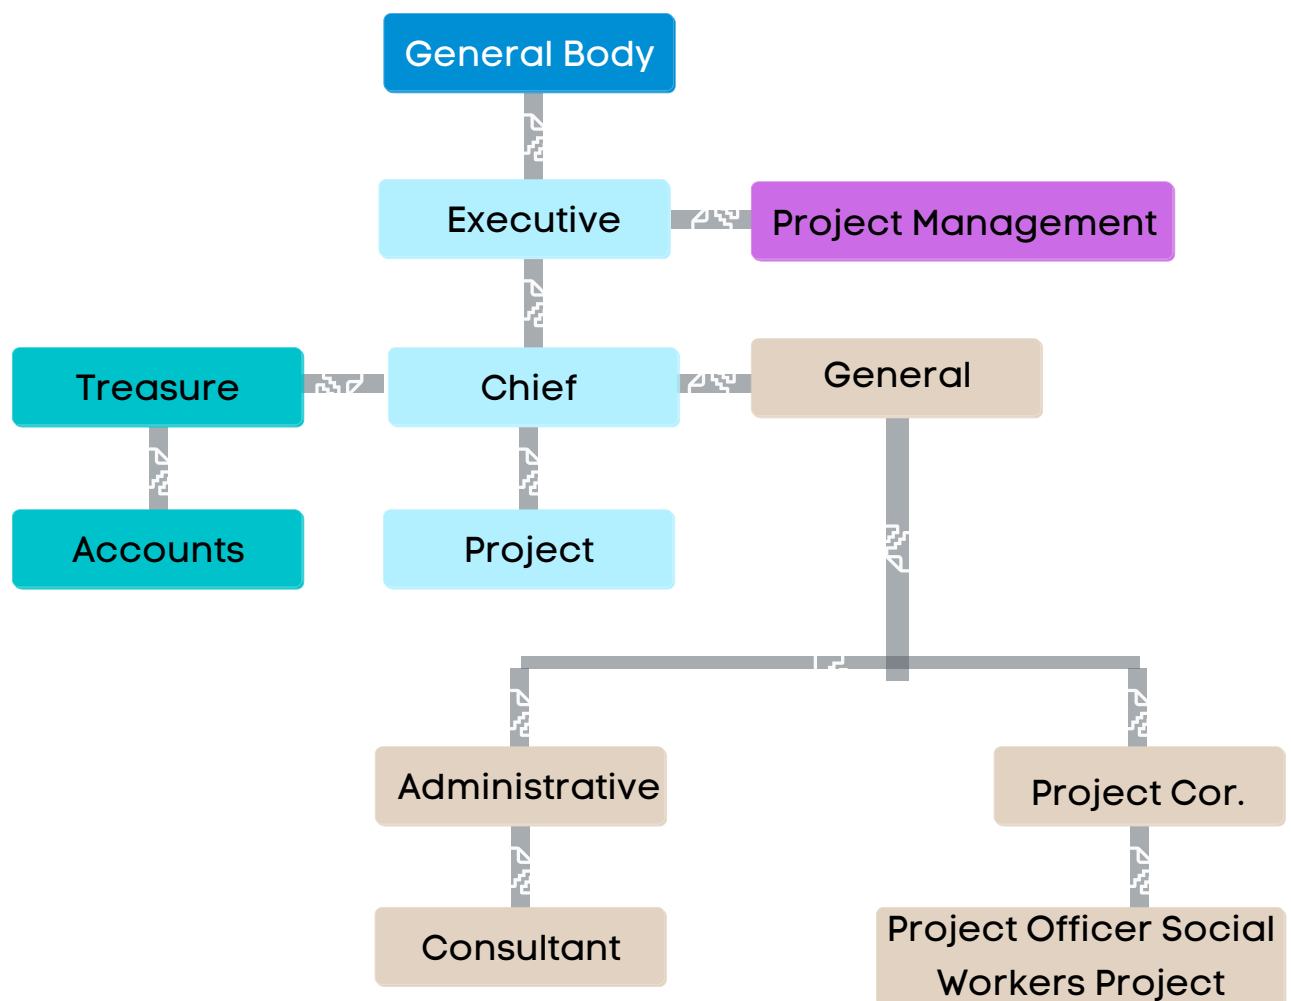 General Body
Executive
Project Management
Treasure
Chief
General
Accounts
Project
Administrative
Project Cor.
Consultant
Project Officer Social
Workers Project